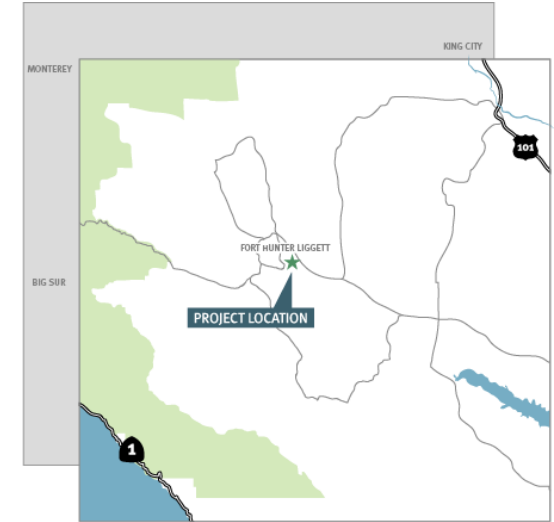 KING CITY
MONTEREY
101
FORT HUNTER LIGGETT
BIG SUR
PROJECT LOCATION
1